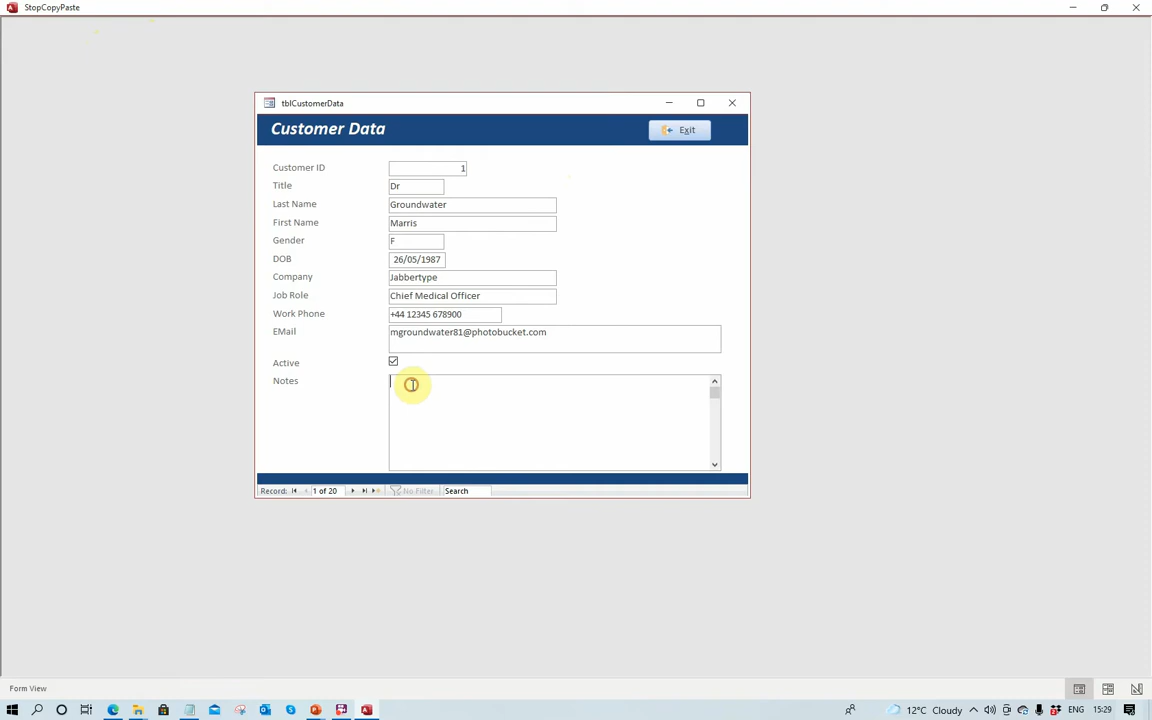 StopCopyPaste
tblCustomerData
Customer Data
Exit
Customer ID 1
Title Dr
Last Name Groundwater
First Name Marris
Gender F
DOB 26/05/1987
Company Jabbertype
Job Role Chief Medical Officer
Work Phone +44 12345 678900
EMail mgroundwater81@photobucket.com
Active
Notes
Record: 1 of 20 No Filter Search
Form View
12°C Cloudy ENG 15:29